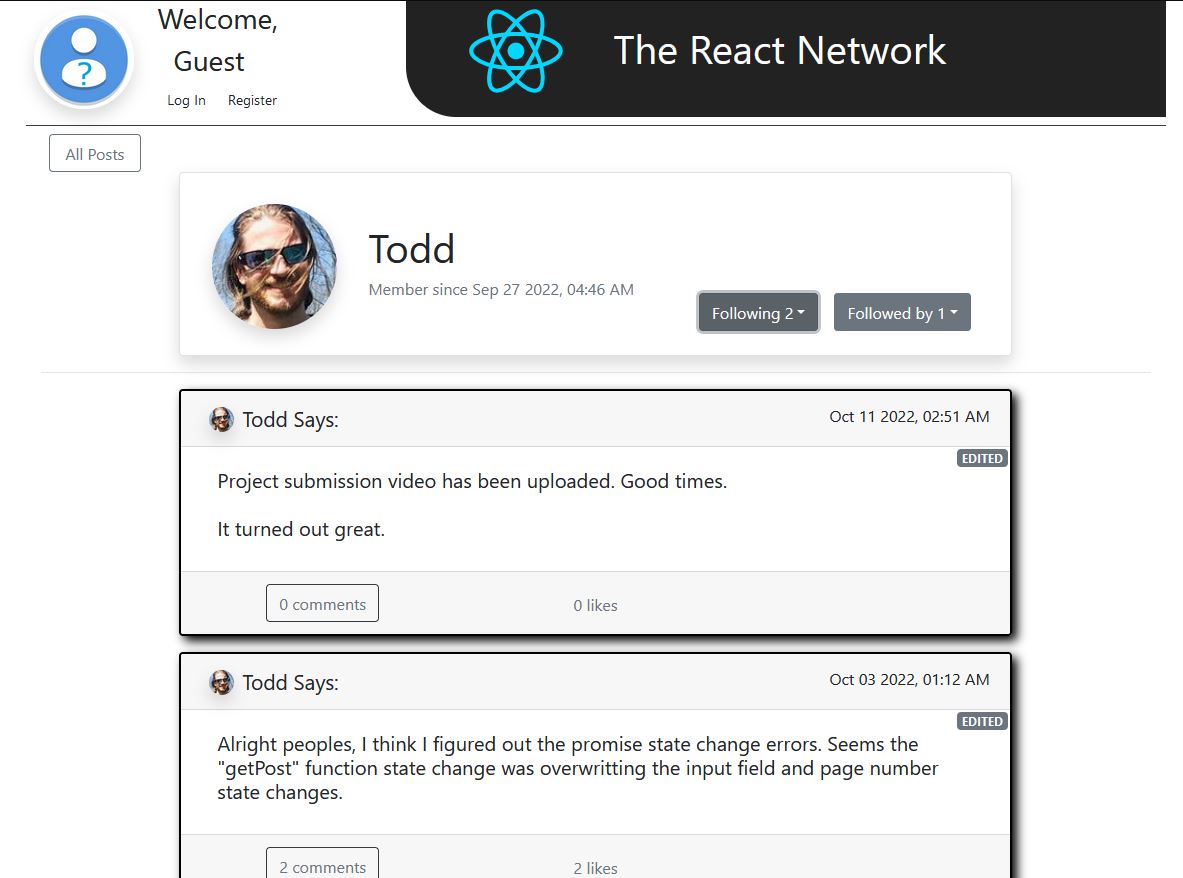 Welcome,
Guest
Log In Register
The React Network
?
All Posts
Todd
Member since Sep 27 2022, 04:46 AM
Following 2
Followed by 1
Todd Says:
Oct 11 2022, 02:51 AM
EDITED
Project submission video has been uploaded. Good times.
It turned out great.
0 comments
0 likes
Todd Says:
Oct 03 2022, 01:12 AM
EDITED
Alright peoples, I think I figured out the promise state change errors. Seems the
"getPost" function state change was overwritting the input field and page number
state changes.
2 comments
2 likes